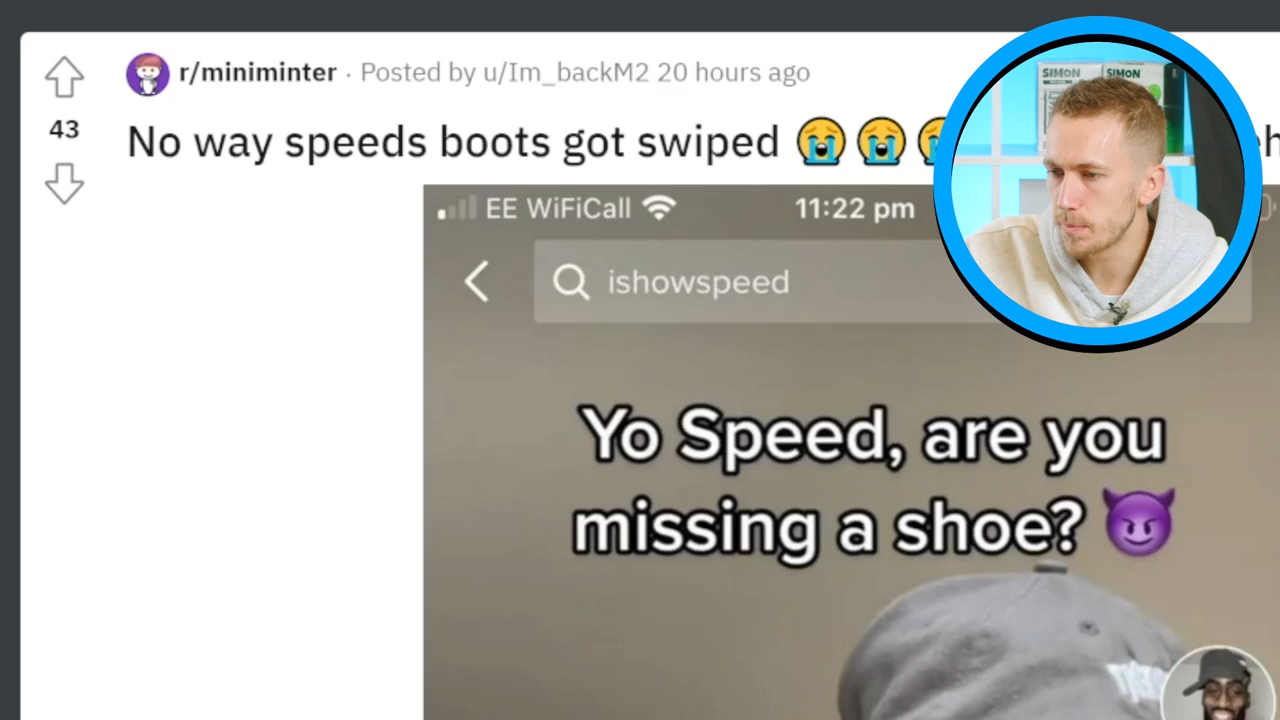 r/miniminter · Posted by u/Im_backM2 20 hours ago
43
No way speeds boots got swiped 😭😭😭
EE WiFiCall 11:22 pm
ishowspeed
Yo Speed, are you
missing a shoe? 😈
SIMON SIMON